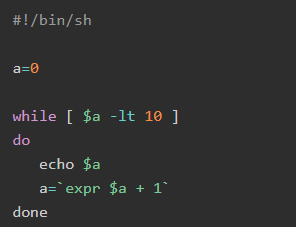 #!/bin/sh

a=0

while [ $a -lt 10 ]
do
   echo $a
   a=`expr $a + 1`
done